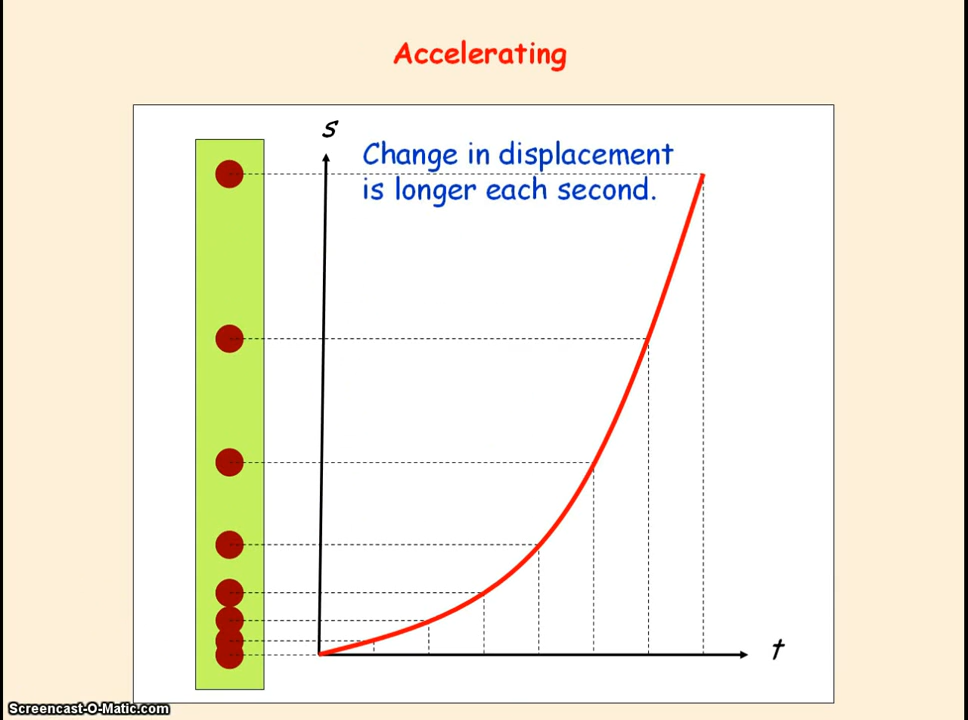 Accelerating
s
Change in displacement
is longer each second.
t
Screencast-O-Matic.com